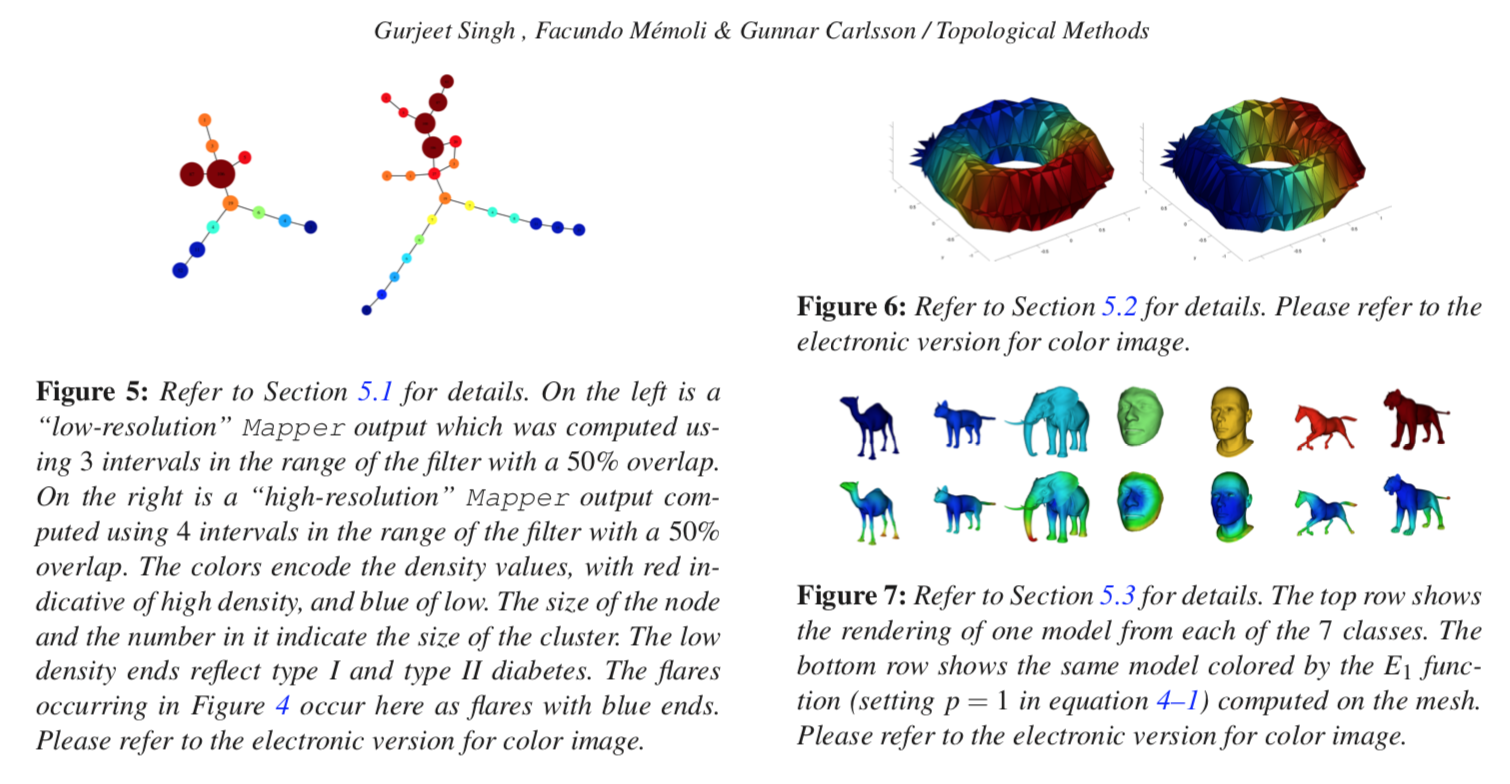 Gurjeet Singh , Facundo Mémoli & Gunnar Carlsson / Topological Methods
Figure 5: Refer to Section 5.1 for details. On the left is a
“low-resolution” Mapper output which was computed us-
ing 3 intervals in the range of the filter with a 50% overlap.
On the right is a “high-resolution” Mapper output com-
puted using 4 intervals in the range of the filter with a 50%
overlap. The colors encode the density values, with red in-
dicative of high density, and blue of low. The size of the node
and the number in it indicate the size of the cluster. The low
density ends reflect type I and type II diabetes. The flares
occurring in Figure 4 occur here as flares with blue ends.
Please refer to the electronic version for color image.
Figure 6: Refer to Section 5.2 for details. Please refer to the
electronic version for color image.
Figure 7: Refer to Section 5.3 for details. The top row shows
the rendering of one model from each of the 7 classes. The
bottom row shows the same model colored by the E₁ func-
tion (setting p = 1 in equation 4–1) computed on the mesh.
Please refer to the electronic version for color image.